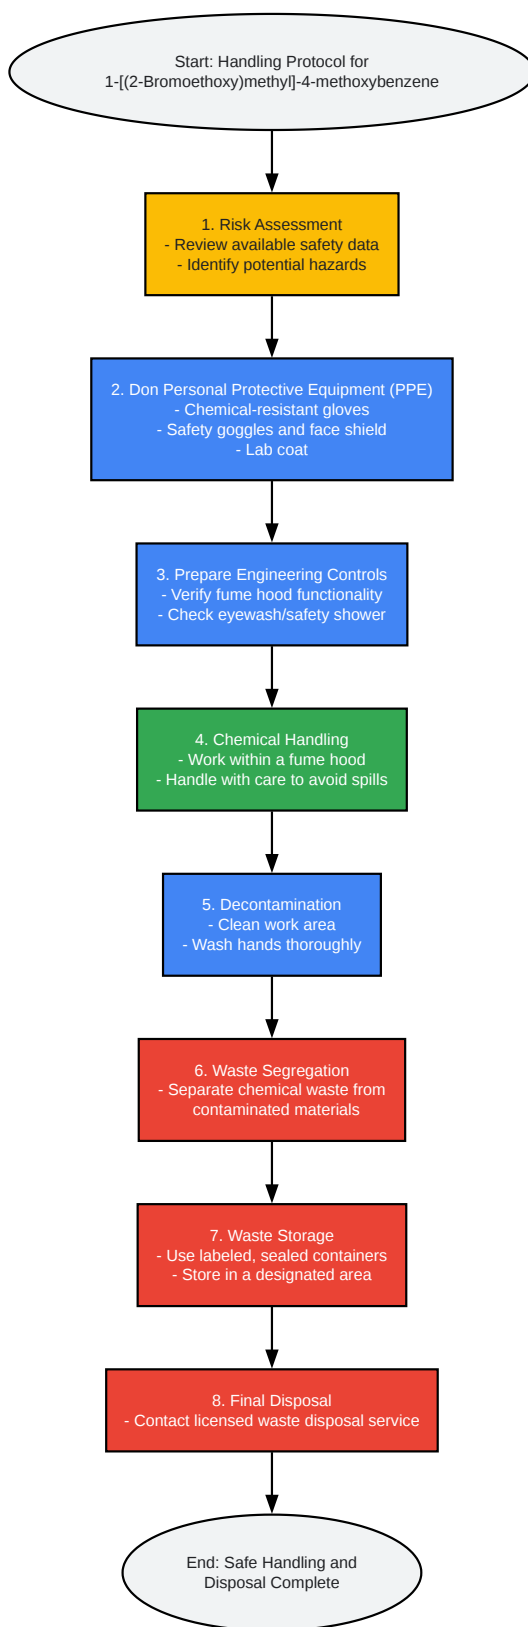 Start: Handling Protocol for
1-[(2-Bromoethoxy)methyl]-4-methoxybenzene
1. Risk Assessment
- Review available safety data
- Identify potential hazards
2. Don Personal Protective Equipment (PPE)
- Chemical-resistant gloves
- Safety goggles and face shield
- Lab coat
3. Prepare Engineering Controls
- Verify fume hood functionality
- Check eyewash/safety shower
4. Chemical Handling
- Work within a fume hood
- Handle with care to avoid spills
5. Decontamination
- Clean work area
- Wash hands thoroughly
6. Waste Segregation
- Separate chemical waste from
contaminated materials
7. Waste Storage
- Use labeled, sealed containers
- Store in a designated area
8. Final Disposal
- Contact licensed waste disposal service
End: Safe Handling and
Disposal Complete